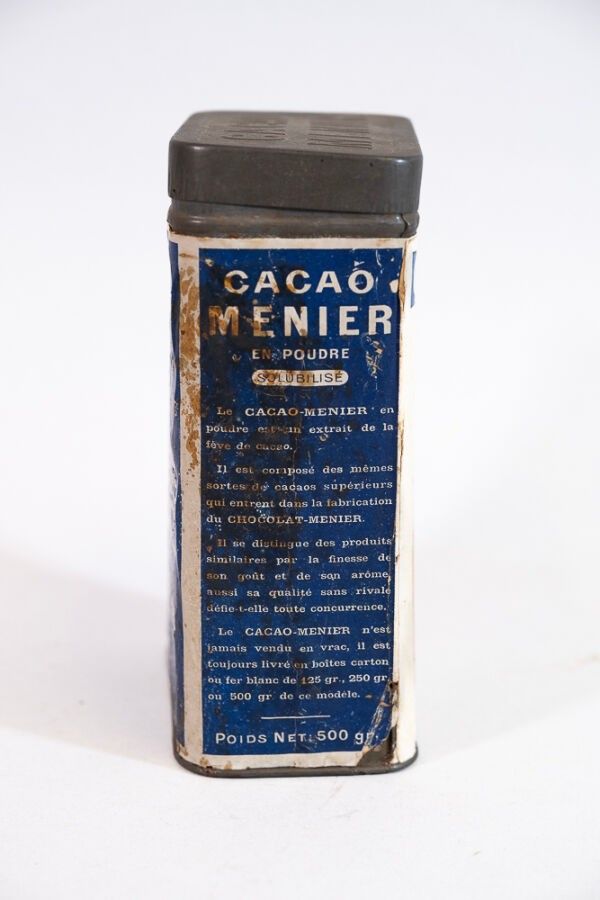 CACAO
MENIER
EN POUDRE
SOLUBILISÉ
Le CACAO-MENIER en
poudre est un extrait de la
fève de cacao.
Il est composé des mêmes
sortes de cacaos supérieurs
qui entrent dans la fabrication
du CHOCOLAT-MENIER.
Il se distingue des produits
similaires par la finesse de
son goût et de son arôme,
aussi sa qualité sans rivale
défie-t-elle toute concurrence.
Le CACAO-MENIER n'est
jamais vendu en vrac, il est
toujours livré en boîtes carton
ou fer blanc de 125 gr., 250 gr.
ou 500 gr. de ce modèle.
POIDS NET: 500 gr.